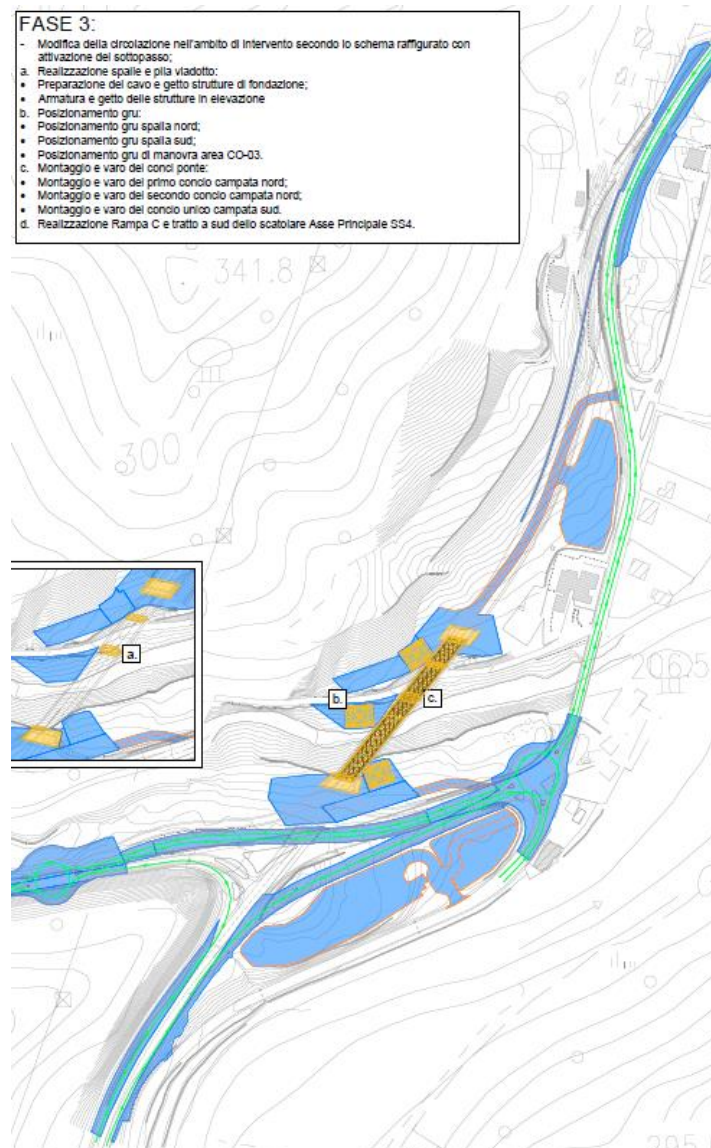 FASE 3:
- Modifica della circolazione nell'ambito di intervento secondo lo schema raffigurato con
attivazione del sottopasso;
a. Realizzazione spalle e pila viadotto:
• Preparazione del cavo e getto strutture di fondazione;
• Armatura e getto delle strutture in elevazione
b. Posizionamento gru:
• Posizionamento gru spalla nord;
• Posizionamento gru spalla sud;
• Posizionamento gru di manovra area CO-03.
c. Montaggio e varo dei conci ponte:
• Montaggio e varo del primo concio campata nord;
• Montaggio e varo del secondo concio campata nord;
• Montaggio e varo del concio unico campata sud.
d. Realizzazione Rampa C e tratto a sud dello scatolare Asse Principale SS4.
341.8
300
a.
206.5
b.
c.
205